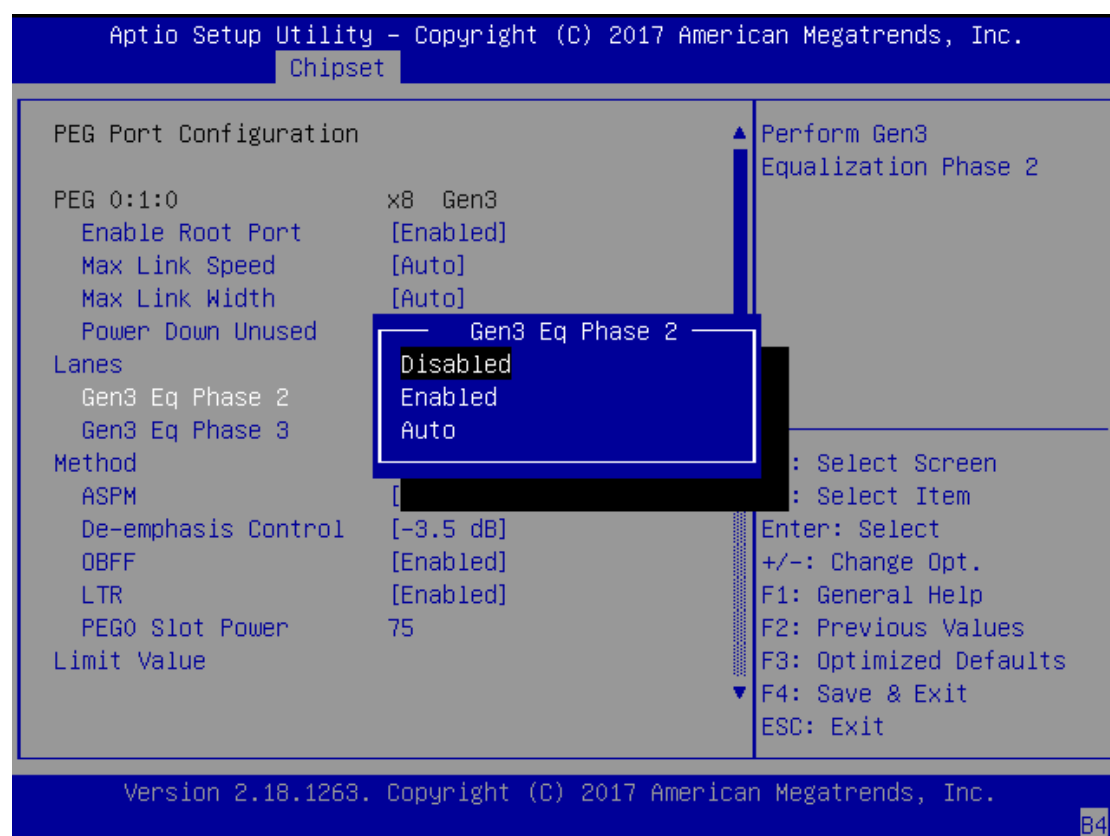 Aptio Setup Utility – Copyright (C) 2017 American Megatrends, Inc.
Chipset
PEG Port Configuration
PEG 0:1:0 x8 Gen3
Enable Root Port [Enabled]
Max Link Speed [Auto]
Max Link Width [Auto]
Power Down Unused
Lanes
Gen3 Eq Phase 2
Gen3 Eq Phase 3
Method
ASPM [
De-emphasis Control [-3.5 dB]
OBFF [Enabled]
LTR [Enabled]
PEG0 Slot Power 75
Limit Value
Gen3 Eq Phase 2
Disabled
Enabled
Auto
Perform Gen3
Equalization Phase 2
: Select Screen
: Select Item
Enter: Select
+/-: Change Opt.
F1: General Help
F2: Previous Values
F3: Optimized Defaults
F4: Save & Exit
ESC: Exit
Version 2.18.1263. Copyright (C) 2017 American Megatrends, Inc.
B4